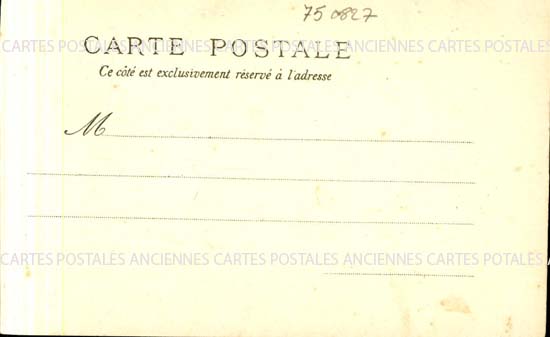 75 0827
CARTES POSTALES ANCIENNES CARTES POSTALES ANCIENNES CARTES POSTALES
CARTE POSTALE
Ce côté est exclusivement réservé à l'adresse
M
CARTES POSTALES ANCIENNES CARTES POSTALES ANCIENNES CARTES POTALES